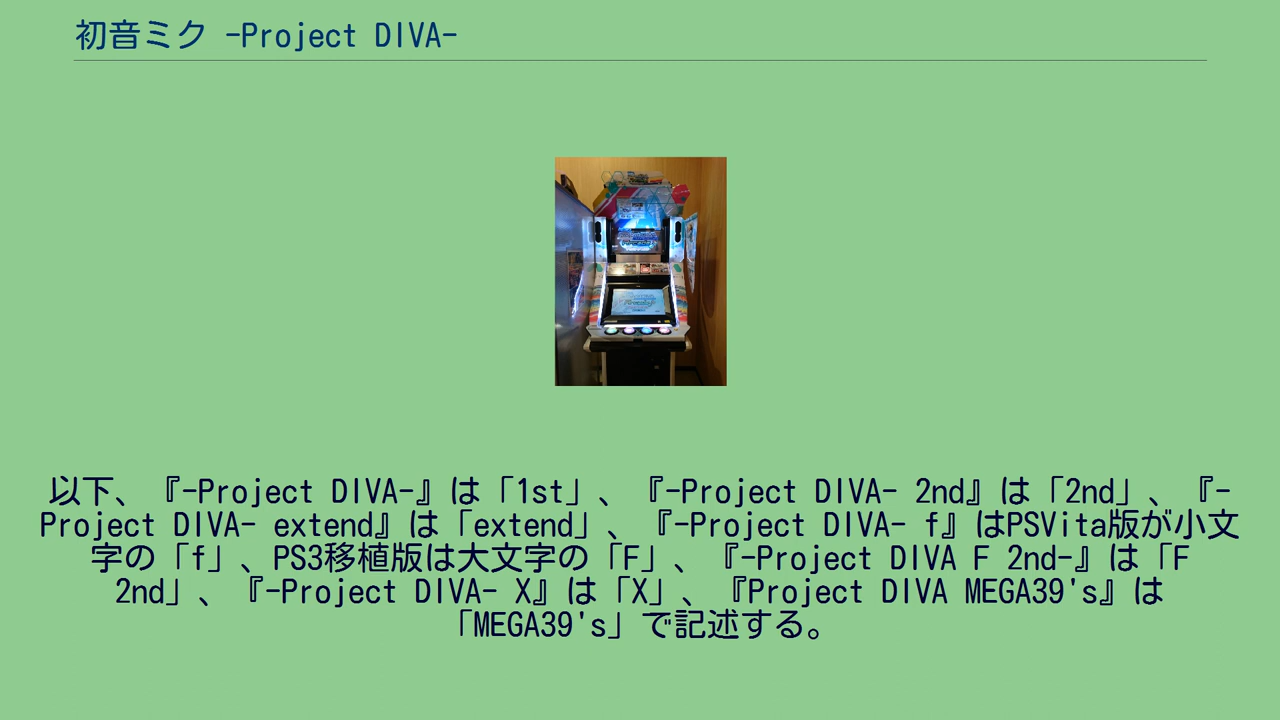 初音ミク -Project DIVA-
以下、『-Project DIVA-』は「1st」、『-Project DIVA- 2nd』は「2nd」、『-
Project DIVA- extend』は「extend」、『-Project DIVA- f』はPSVita版が小文
字の「f」、PS3移植版は大文字の「F」、『-Project DIVA F 2nd-』は「F
2nd」、『-Project DIVA- X』は「X」、『Project DIVA MEGA39's』は
「MEGA39's」で記述する。